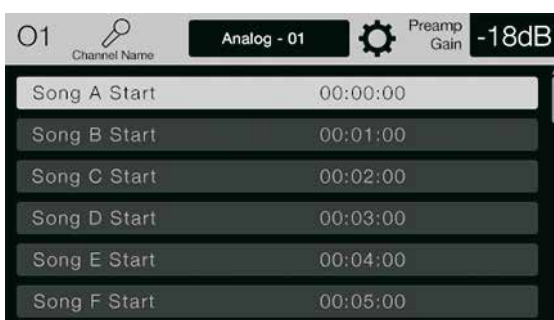 01 Channel Name Analog - 01 Preamp Gain -18dB
Song A Start 00:00:00
Song B Start 00:01:00
Song C Start 00:02:00
Song D Start 00:03:00
Song E Start 00:04:00
Song F Start 00:05:00